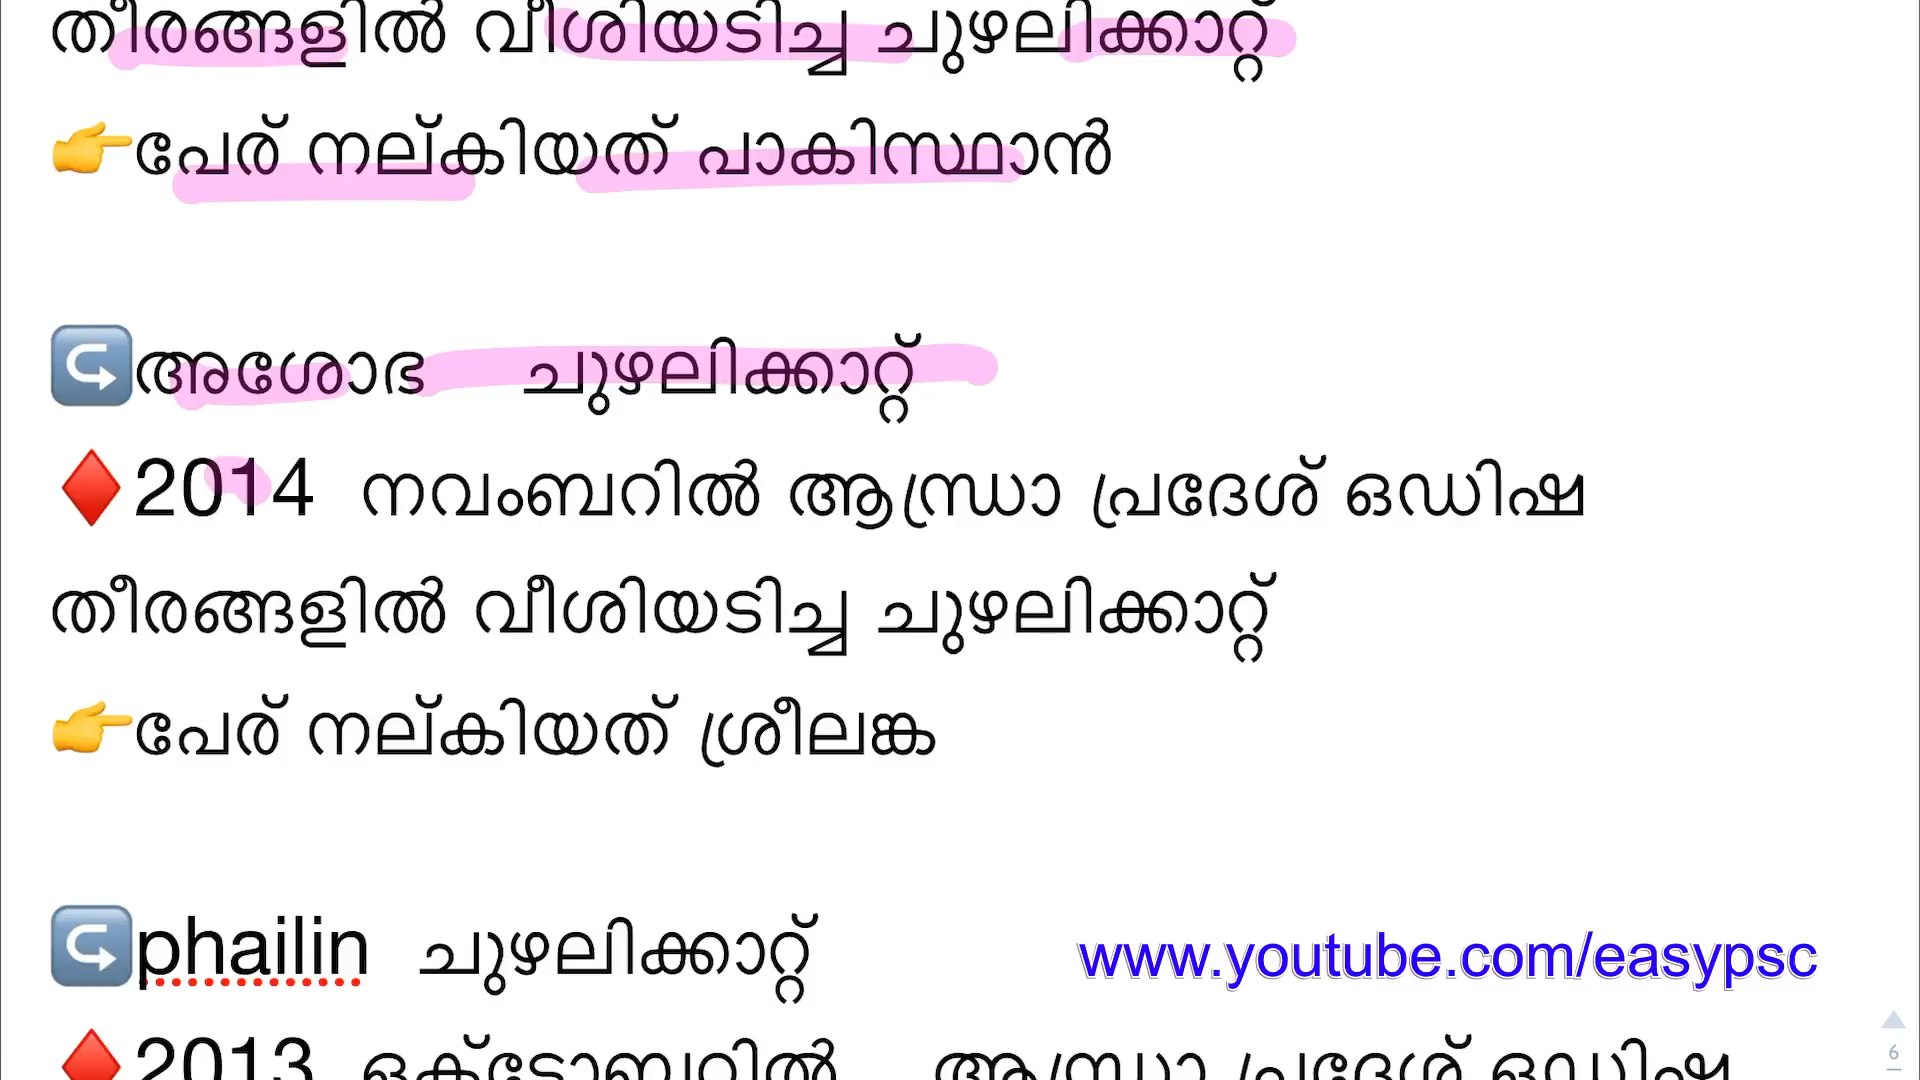 തീരങ്ങളിൽ വീശിയടിച്ച ചുഴലിക്കാറ്റ്
👉പേര് നല്കിയത് പാകിസ്ഥാൻ
↪️അശോഭ ചുഴലിക്കാറ്റ്
♦️2014 നവംബറിൽ ആന്ധ്രാ പ്രദേശ് ഒഡിഷ
തീരങ്ങളിൽ വീശിയടിച്ച ചുഴലിക്കാറ്റ്
👉പേര് നല്കിയത് ശ്രീലങ്ക
↪️phailin ചുഴലിക്കാറ്റ്
www.youtube.com/easypsc
♦️2013 ഒക്ടോബറിൽ ആന്ധ്രാ പ്രദേശ് ഒഡിഷ
6